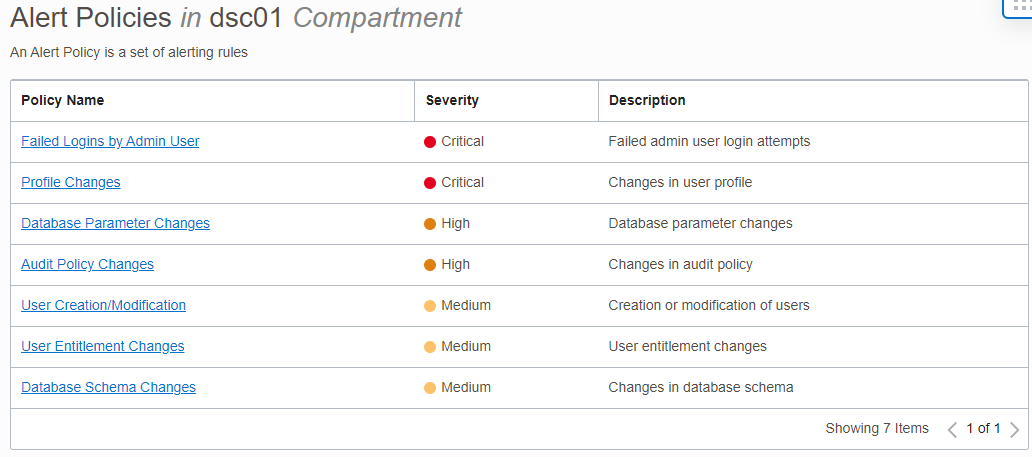 Alert Policies in dsc01 Compartment
An Alert Policy is a set of alerting rules
Policy Name Severity Description
Failed Logins by Admin User Critical Failed admin user login attempts
Profile Changes Critical Changes in user profile
Database Parameter Changes High Database parameter changes
Audit Policy Changes High Changes in audit policy
User Creation/Modification Medium Creation or modification of users
User Entitlement Changes Medium User entitlement changes
Database Schema Changes Medium Changes in database schema
Showing 7 Items 1 of 1